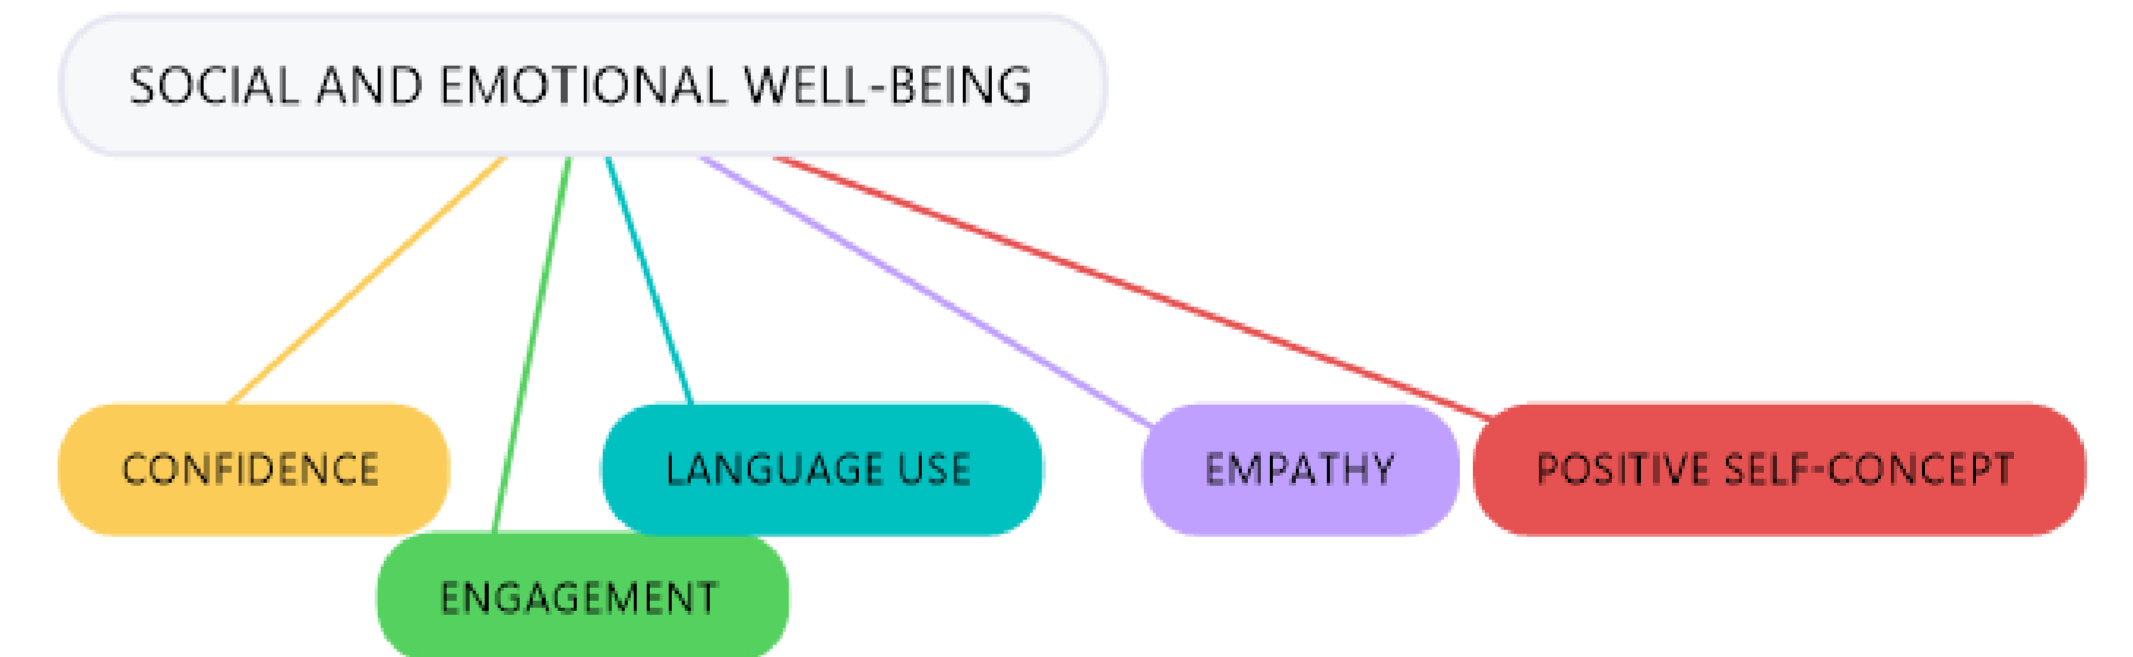 SOCIAL AND EMOTIONAL WELL-BEING
CONFIDENCE
LANGUAGE USE
EMPATHY
POSITIVE SELF-CONCEPT
ENGAGEMENT